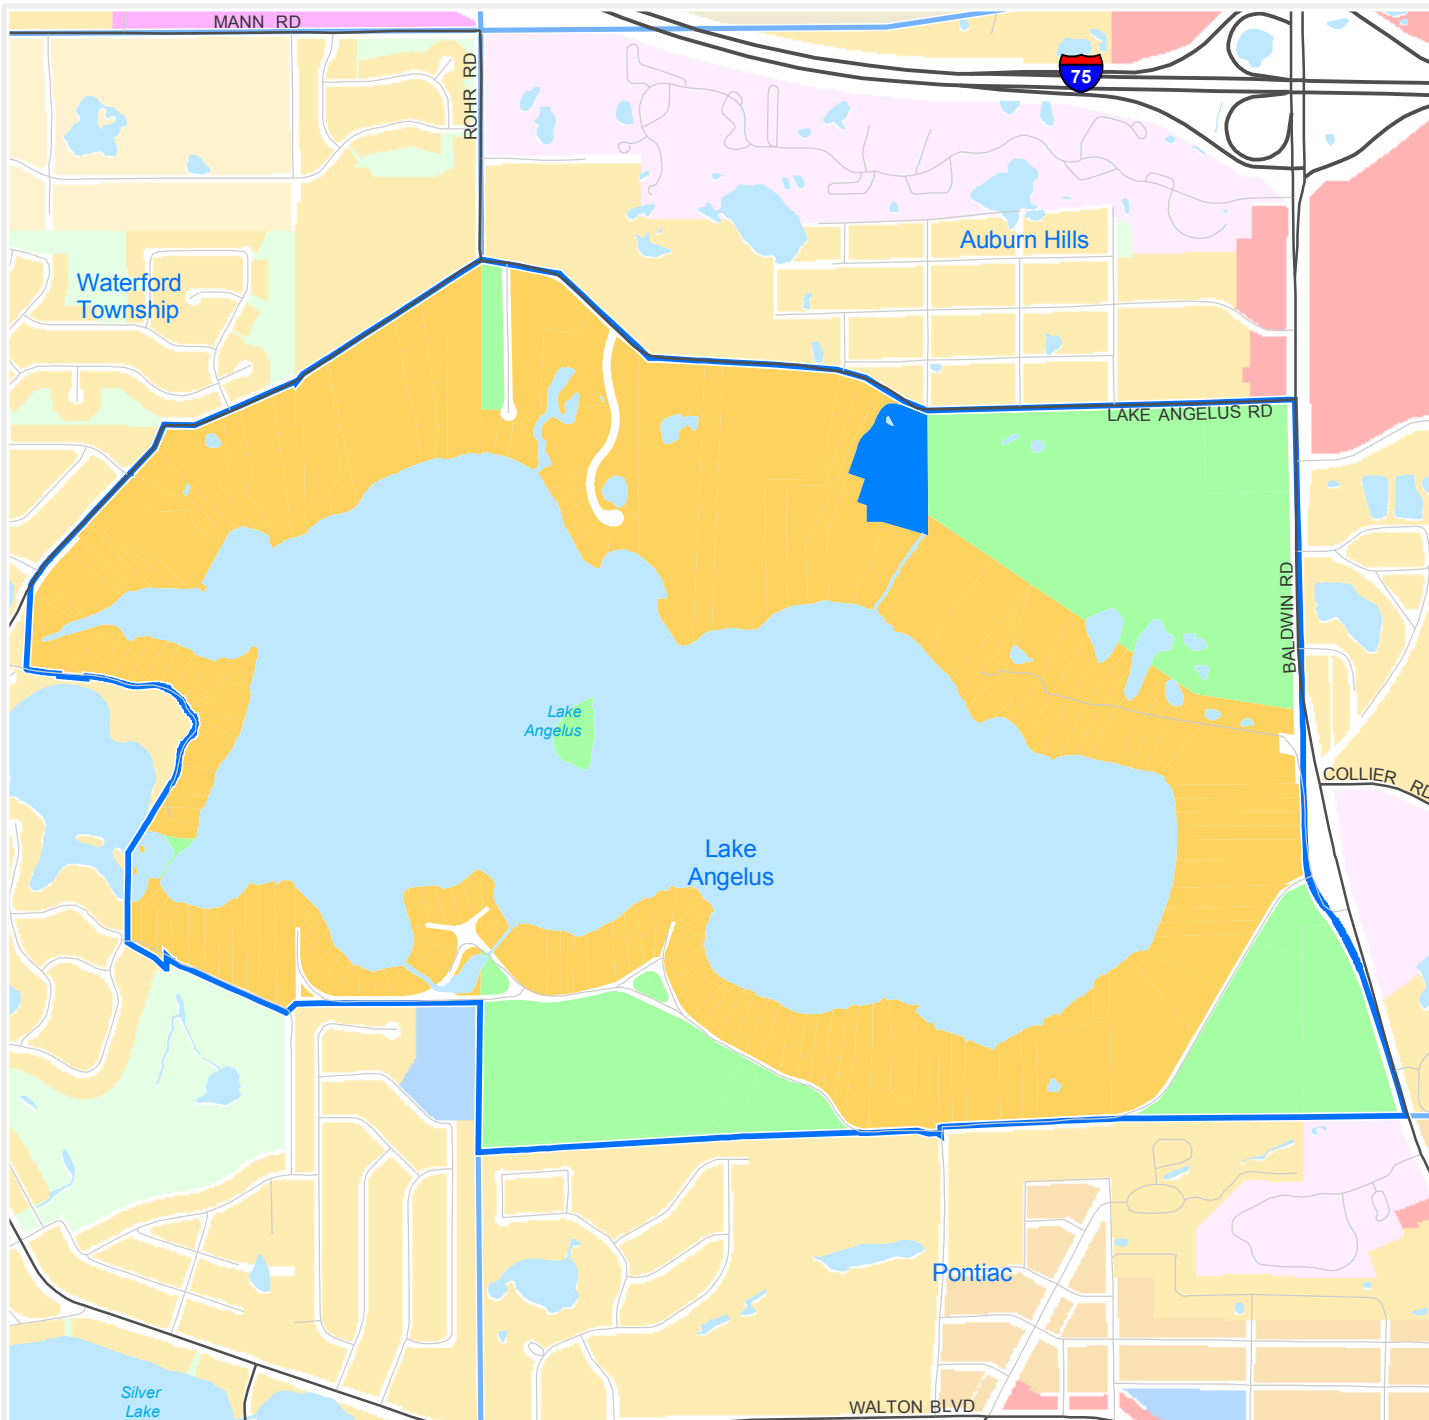 MANN RD
ROHR RD
75
Auburn Hills
Waterford
Township
LAKE ANGELUS RD
BALDWIN RD
Lake
Angelus
COLLIER RD
Lake
Angelus
Pontiac
Silver
Lake
WALTON BLVD